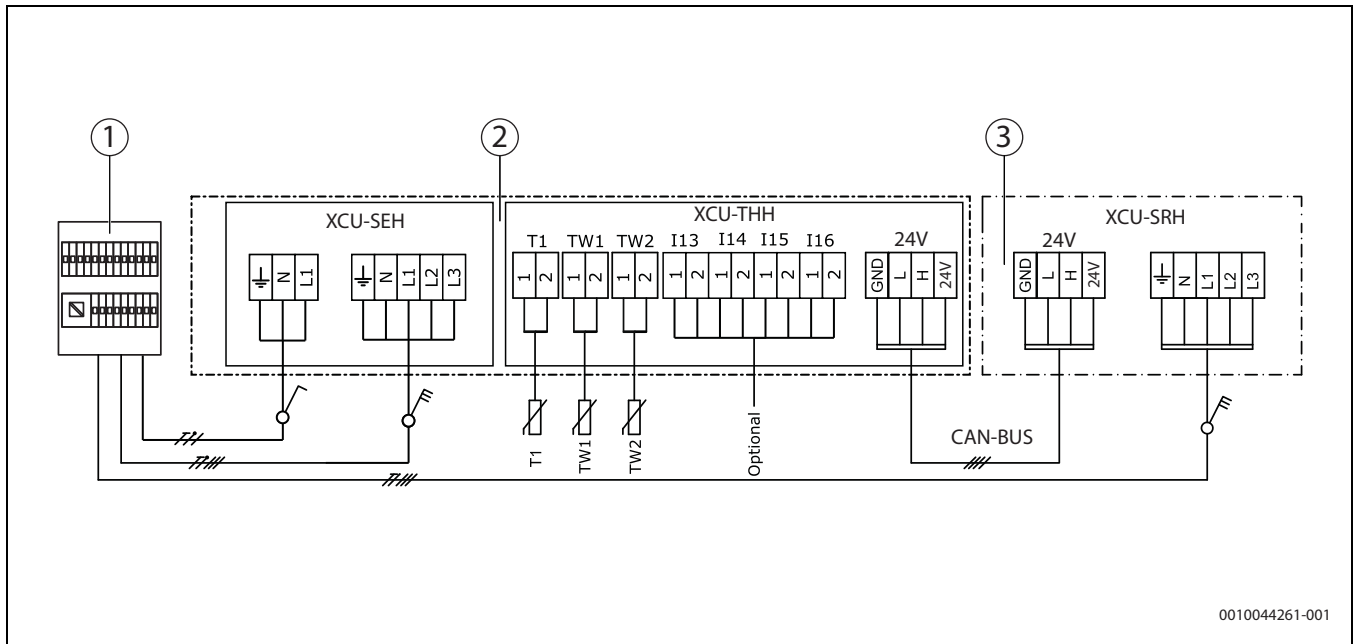 1
2
3
XCU-SEH
XCU-THH
XCU-SRH
T1 TW1 TW2 I13 I14 I15 I16
24V
24V
N L1
N L1 L2 L3
1 2
1 2
1 2
1 2 1 2 1 2 1 2
GND L H 24V
GND L H 24V
N L1 L2 L3
T1
TW1
TW2
Optional
CAN-BUS
0010044261-001